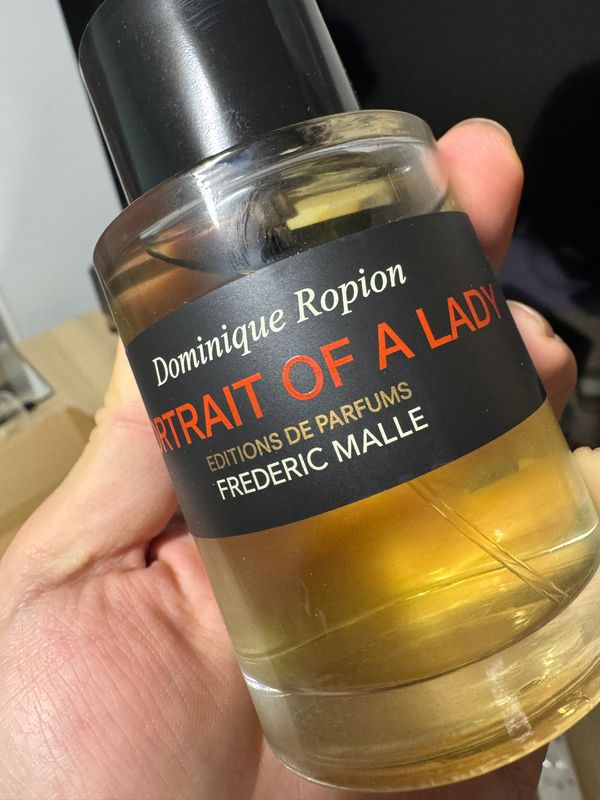 Dominique Ropion
RTRAIT OF A LADY
EDITIONS DE PARFUMS
FREDERIC MALLE